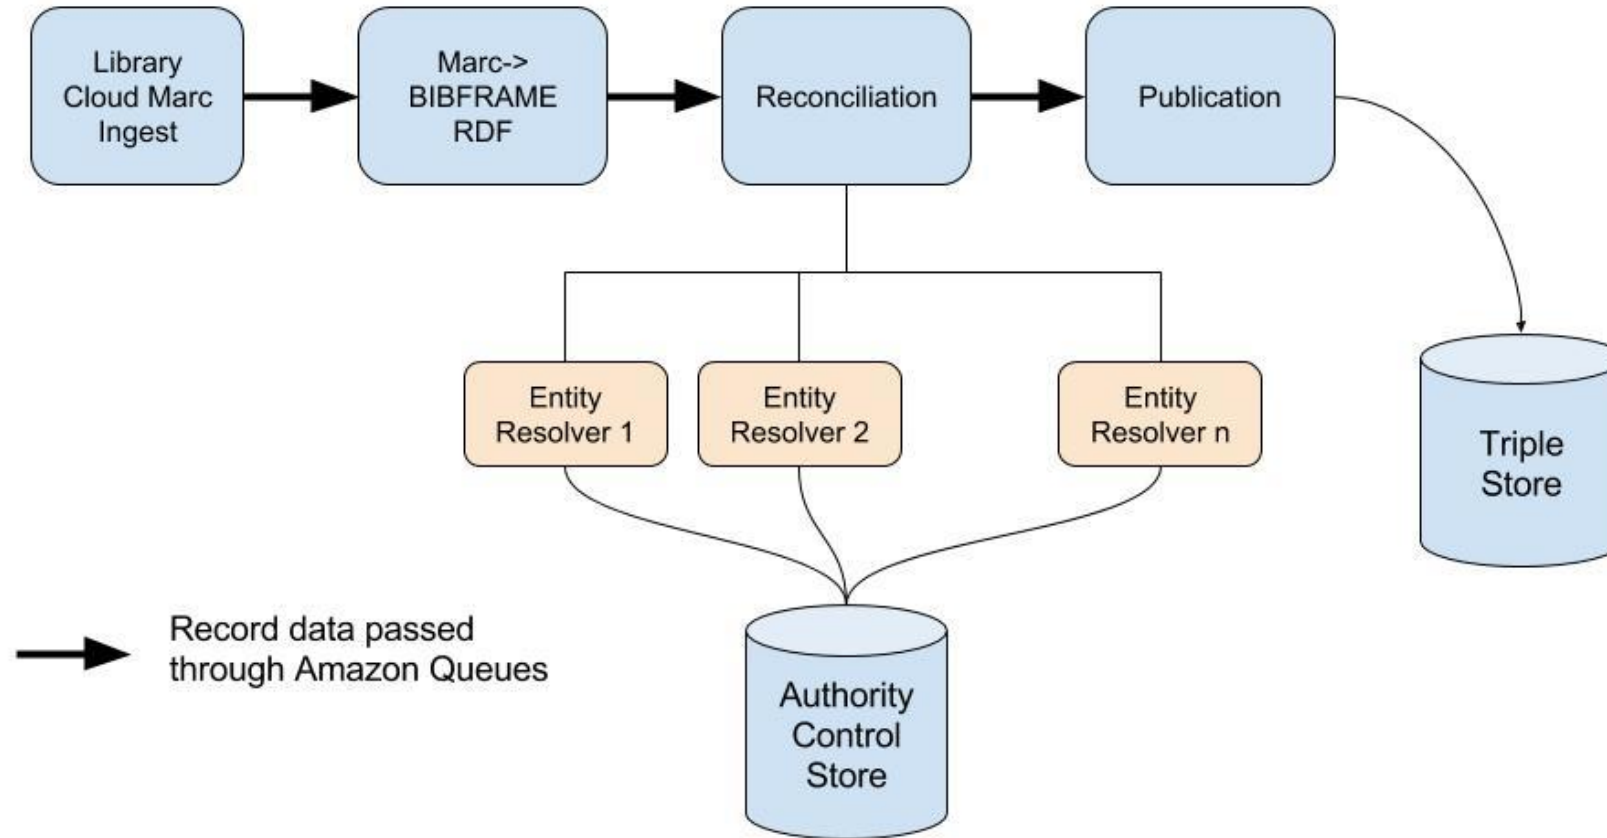 Library
Cloud Marc
Ingest
Marc->
BIBFRAME
RDF
Reconciliation
Publication
Entity
Resolver 1
Entity
Resolver 2
Entity
Resolver n
Triple
Store
Record data passed
through Amazon Queues
Authority
Control
Store